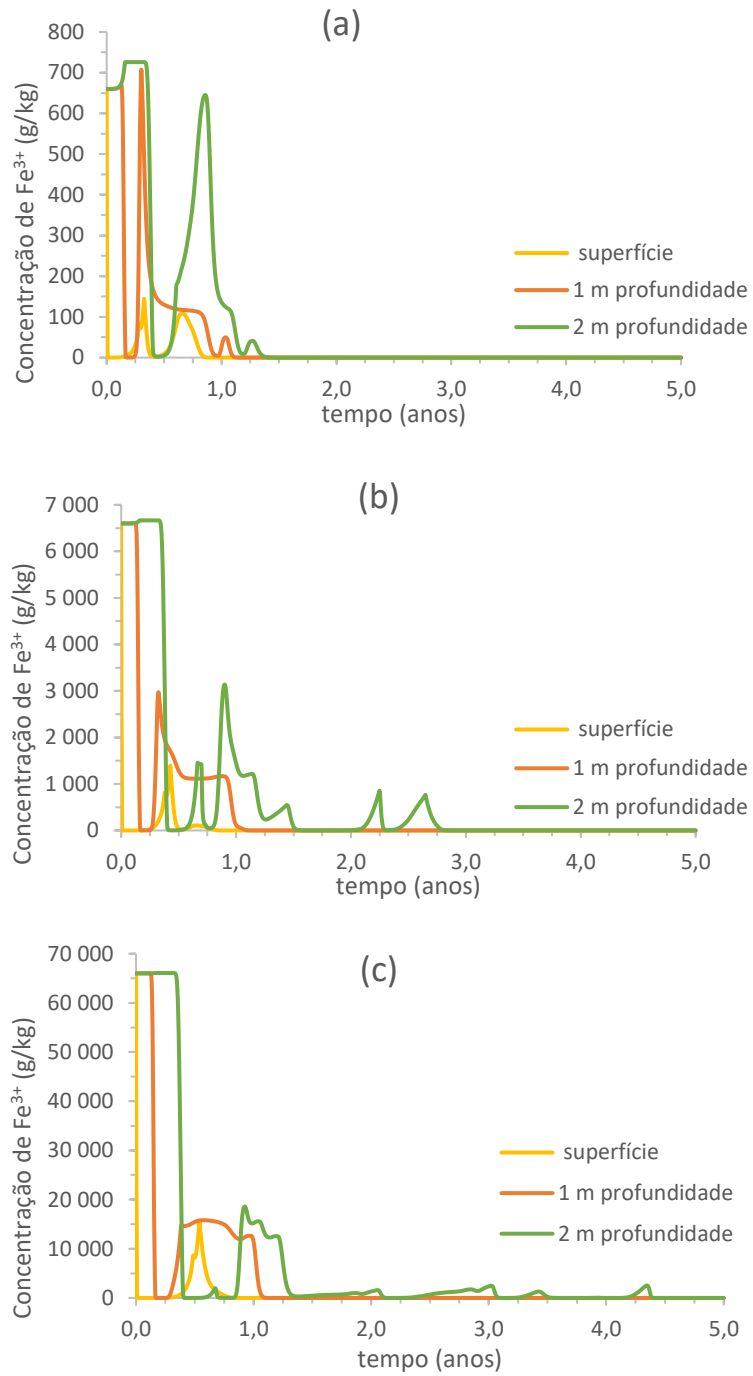 (a)
Concentração de Fe³⁺ (g/kg)
800
700
600
500
400
300
200
100
0
superfície
1 m profundidade
2 m profundidade
0,0 1,0 2,0 3,0 4,0 5,0
tempo (anos)
(b)
Concentração de Fe³⁺ (g/kg)
7 000
6 000
5 000
4 000
3 000
2 000
1 000
0
superfície
1 m profundidade
2 m profundidade
0,0 1,0 2,0 3,0 4,0 5,0
tempo (anos)
(c)
Concentração de Fe³⁺ (g/kg)
70 000
60 000
50 000
40 000
30 000
20 000
10 000
0
superfície
1 m profundidade
2 m profundidade
0,0 1,0 2,0 3,0 4,0 5,0
tempo (anos)